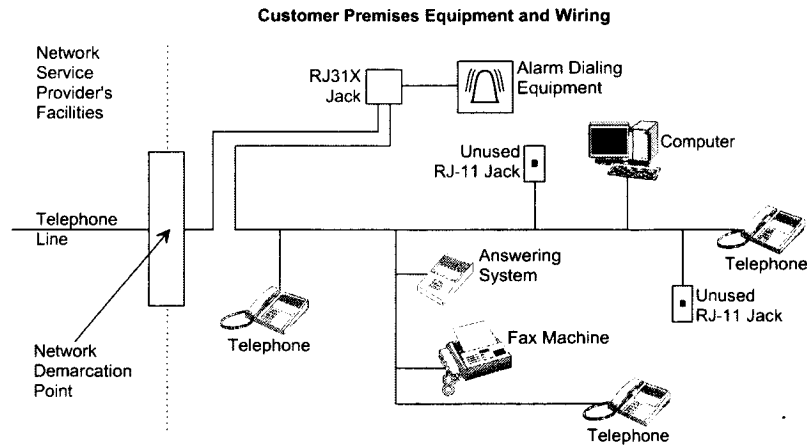 Customer Premises Equipment and Wiring
Network
Service
Provider's
Facilities
RJ31X
Jack
Alarm Dialing
Equipment
Unused
RJ-11 Jack
Computer
Telephone
Line
Answering
System
Telephone
Unused
RJ-11 Jack
Telephone
Fax Machine
Network
Demarcation
Point
Telephone